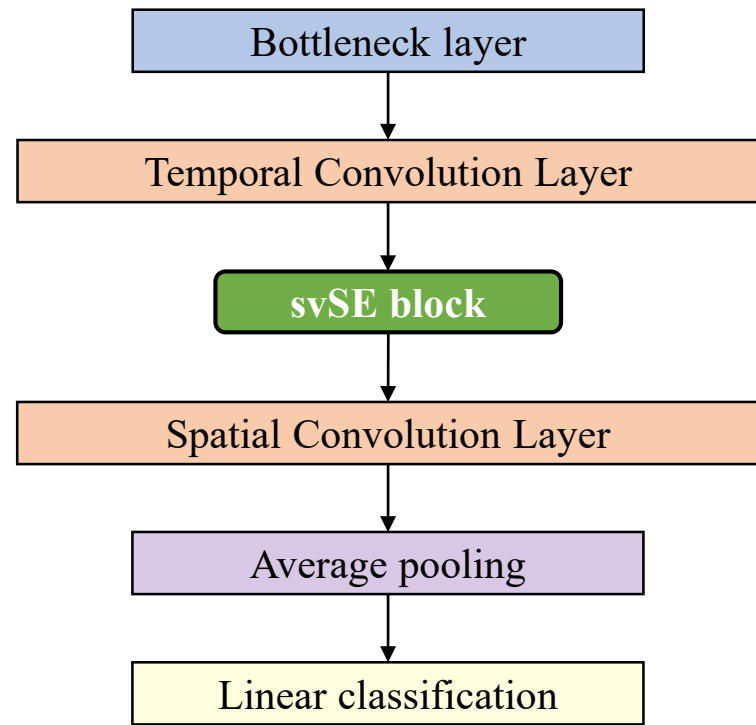 Bottleneck layer
Temporal Convolution Layer
svSE block
Spatial Convolution Layer
Average pooling
Linear classification